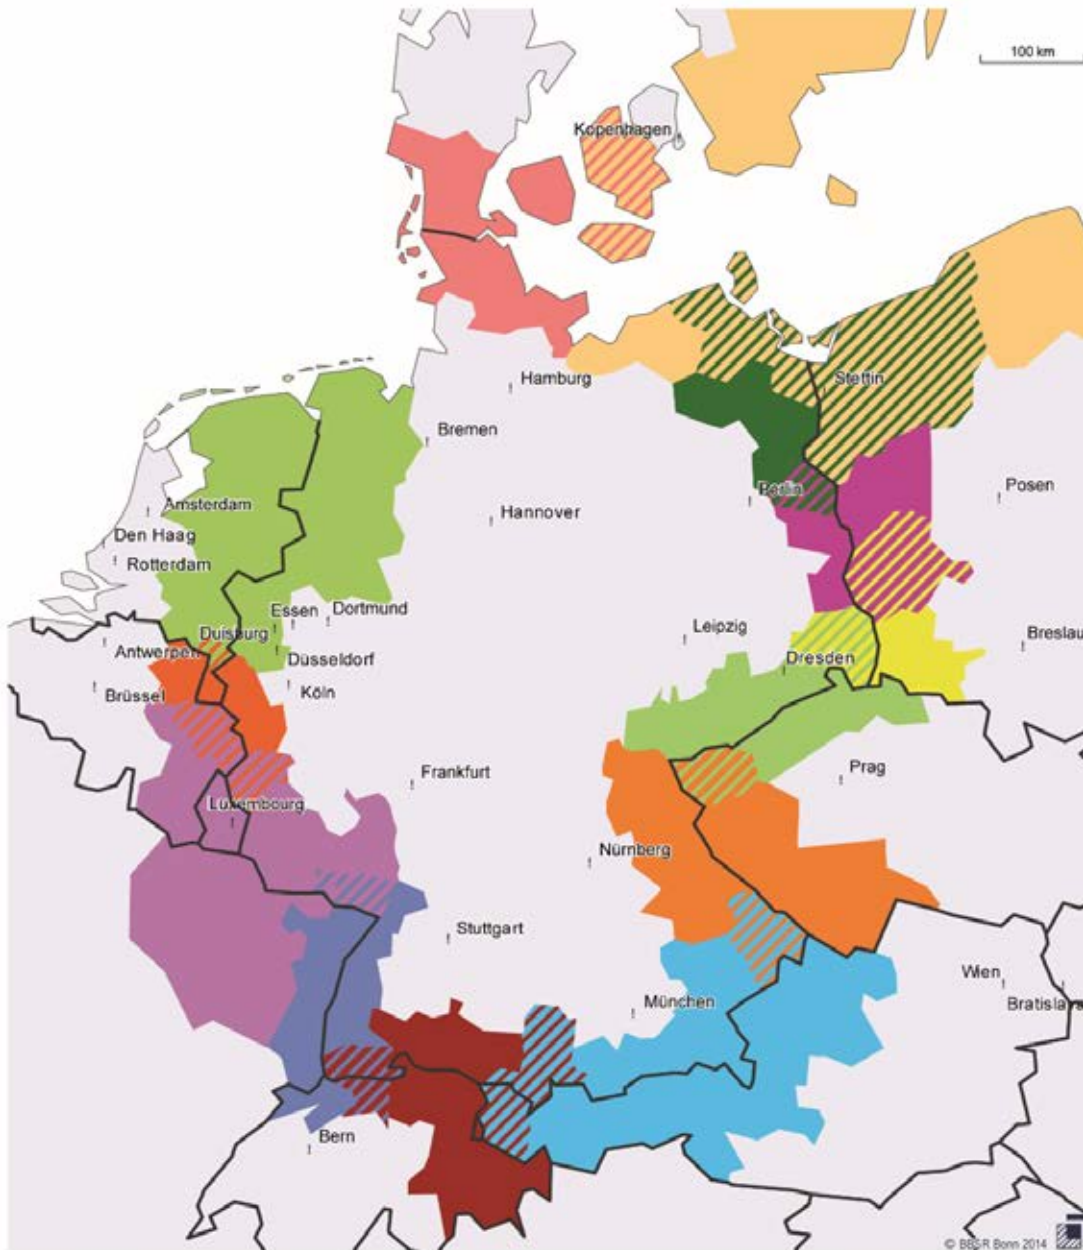 100 km
Kopenhagen
Hamburg
Stettin
Bremen
Berlin
Posen
Amsterdam
Hannover
Den Haag
Rotterdam
Essen
Dortmund
Duisburg
Leipzig
Breslau
Antwerpen
Düsseldorf
Dresden
Brüssel
Köln
Frankfurt
Prag
Luxembourg
Nürnberg
Stuttgart
Wien
München
Bratislava
Bern
© BBSR Bonn 2014